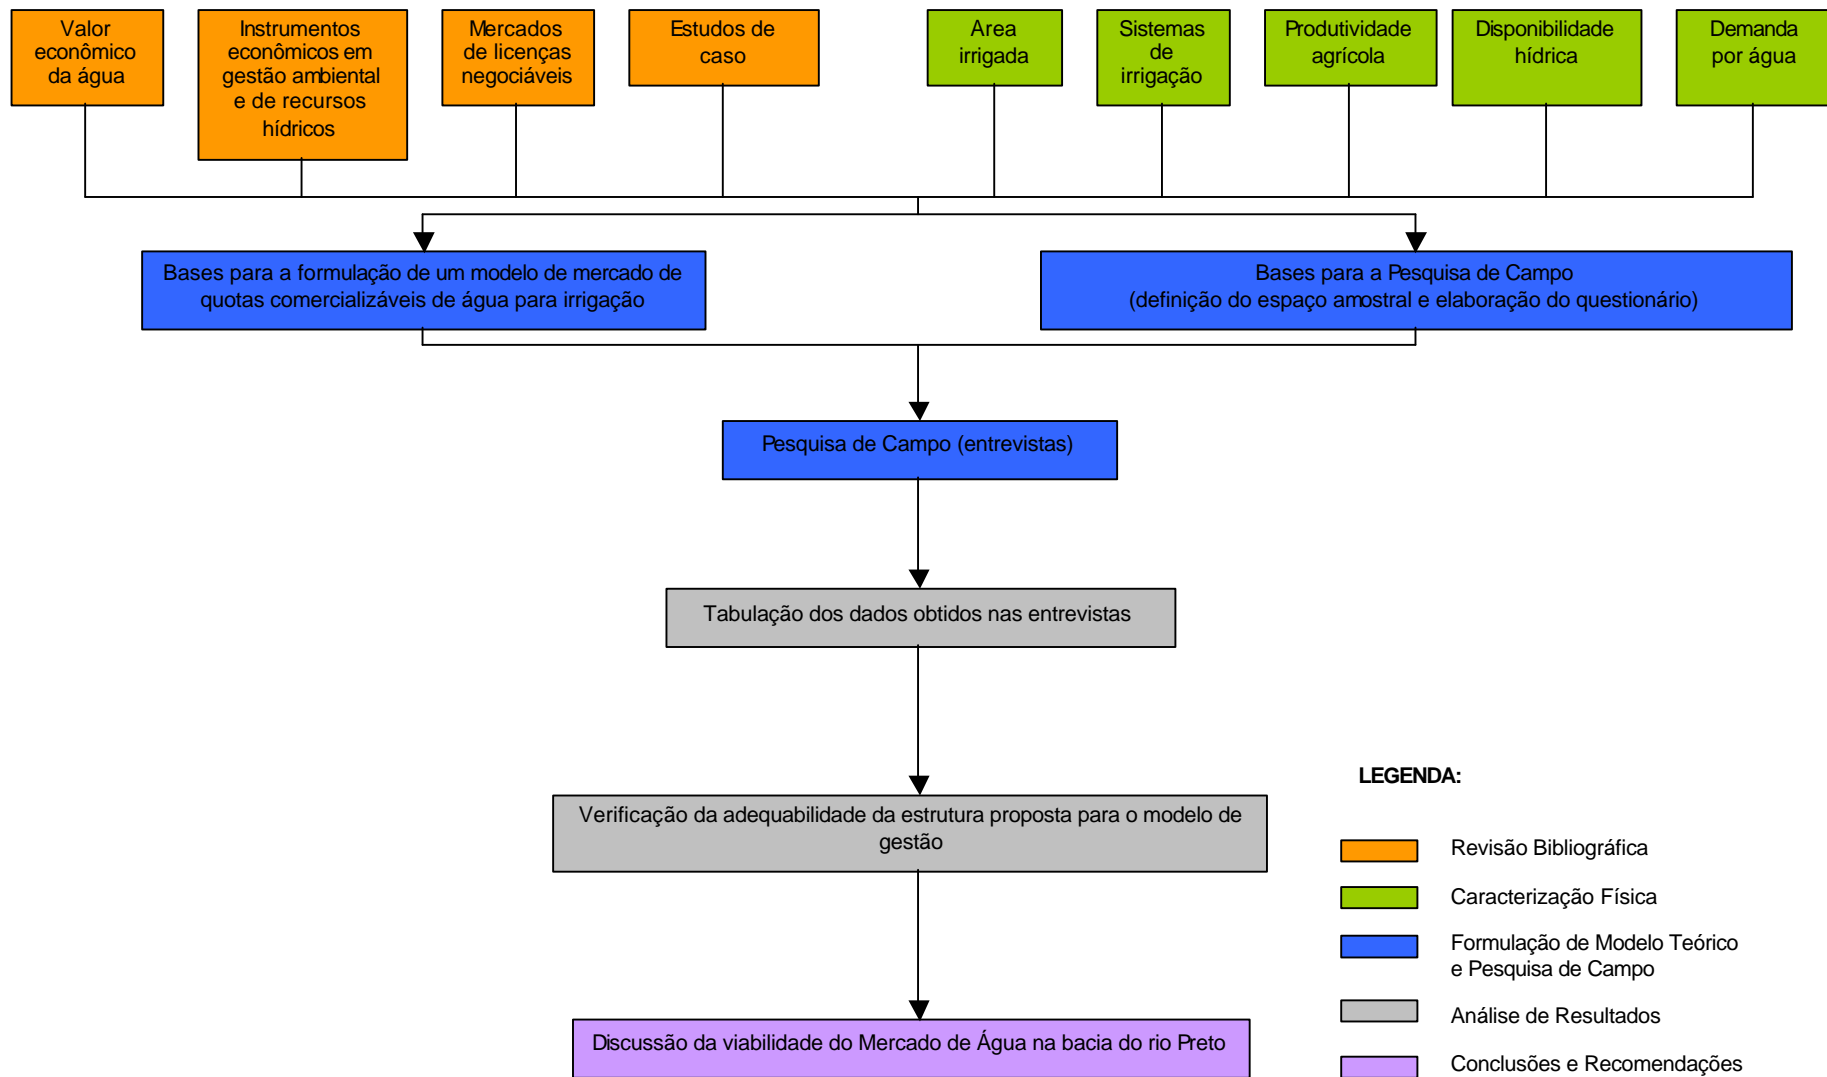 Valor
econômico
da água
Instrumentos
econômicos em
gestão ambiental
e de recursos
hídricos
Mercados
de licenças
negociáveis
Estudos de
caso
Area
irrigada
Sistemas
de
irrigação
Produtividade
agrícola
Disponibilidade
hídrica
Demanda
por água
Bases para a formulação de um modelo de mercado de
quotas comercializáveis de água para irrigação
Bases para a Pesquisa de Campo
(definição do espaço amostral e elaboração do questionário)
Pesquisa de Campo (entrevistas)
Tabulação dos dados obtidos nas entrevistas
Verificação da adequabilidade da estrutura proposta para o modelo de
gestão
Discussão da viabilidade do Mercado de Água na bacia do rio Preto
LEGENDA:
Revisão Bibliográfica
Caracterização Física
Formulação de Modelo Teórico
e Pesquisa de Campo
Análise de Resultados
Conclusões e Recomendações